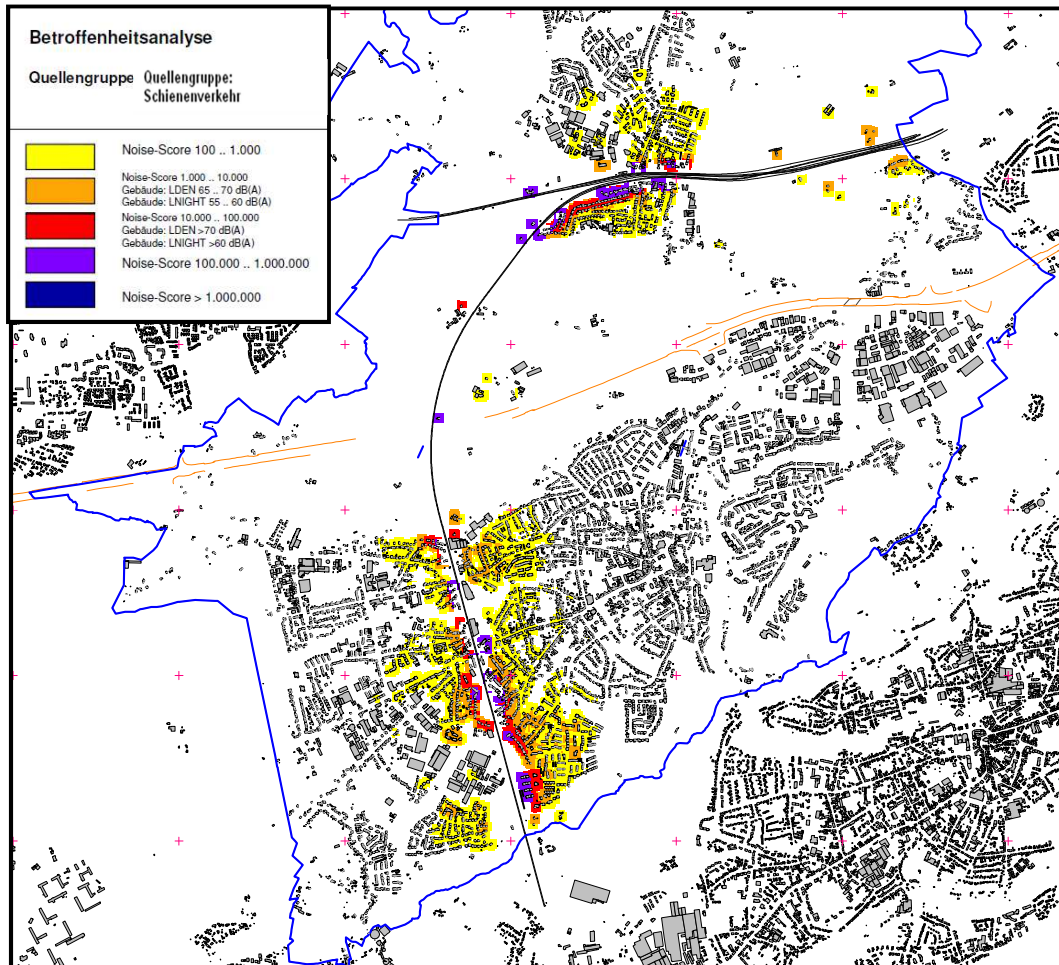 Betroffenheitsanalyse
Quellengruppe Quellengruppe:
Schienenverkehr
Noise-Score 100 .. 1.000
Noise-Score 1.000 .. 10.000
Gebäude: LDEN 65 .. 70 dB(A)
Gebäude: LNIGHT 55 .. 60 dB(A)
Noise-Score 10.000 .. 100.000
Gebäude: LDEN >70 dB(A)
Gebäude: LNIGHT >60 dB(A)
Noise-Score 100.000 .. 1.000.000
Noise-Score > 1.000.000